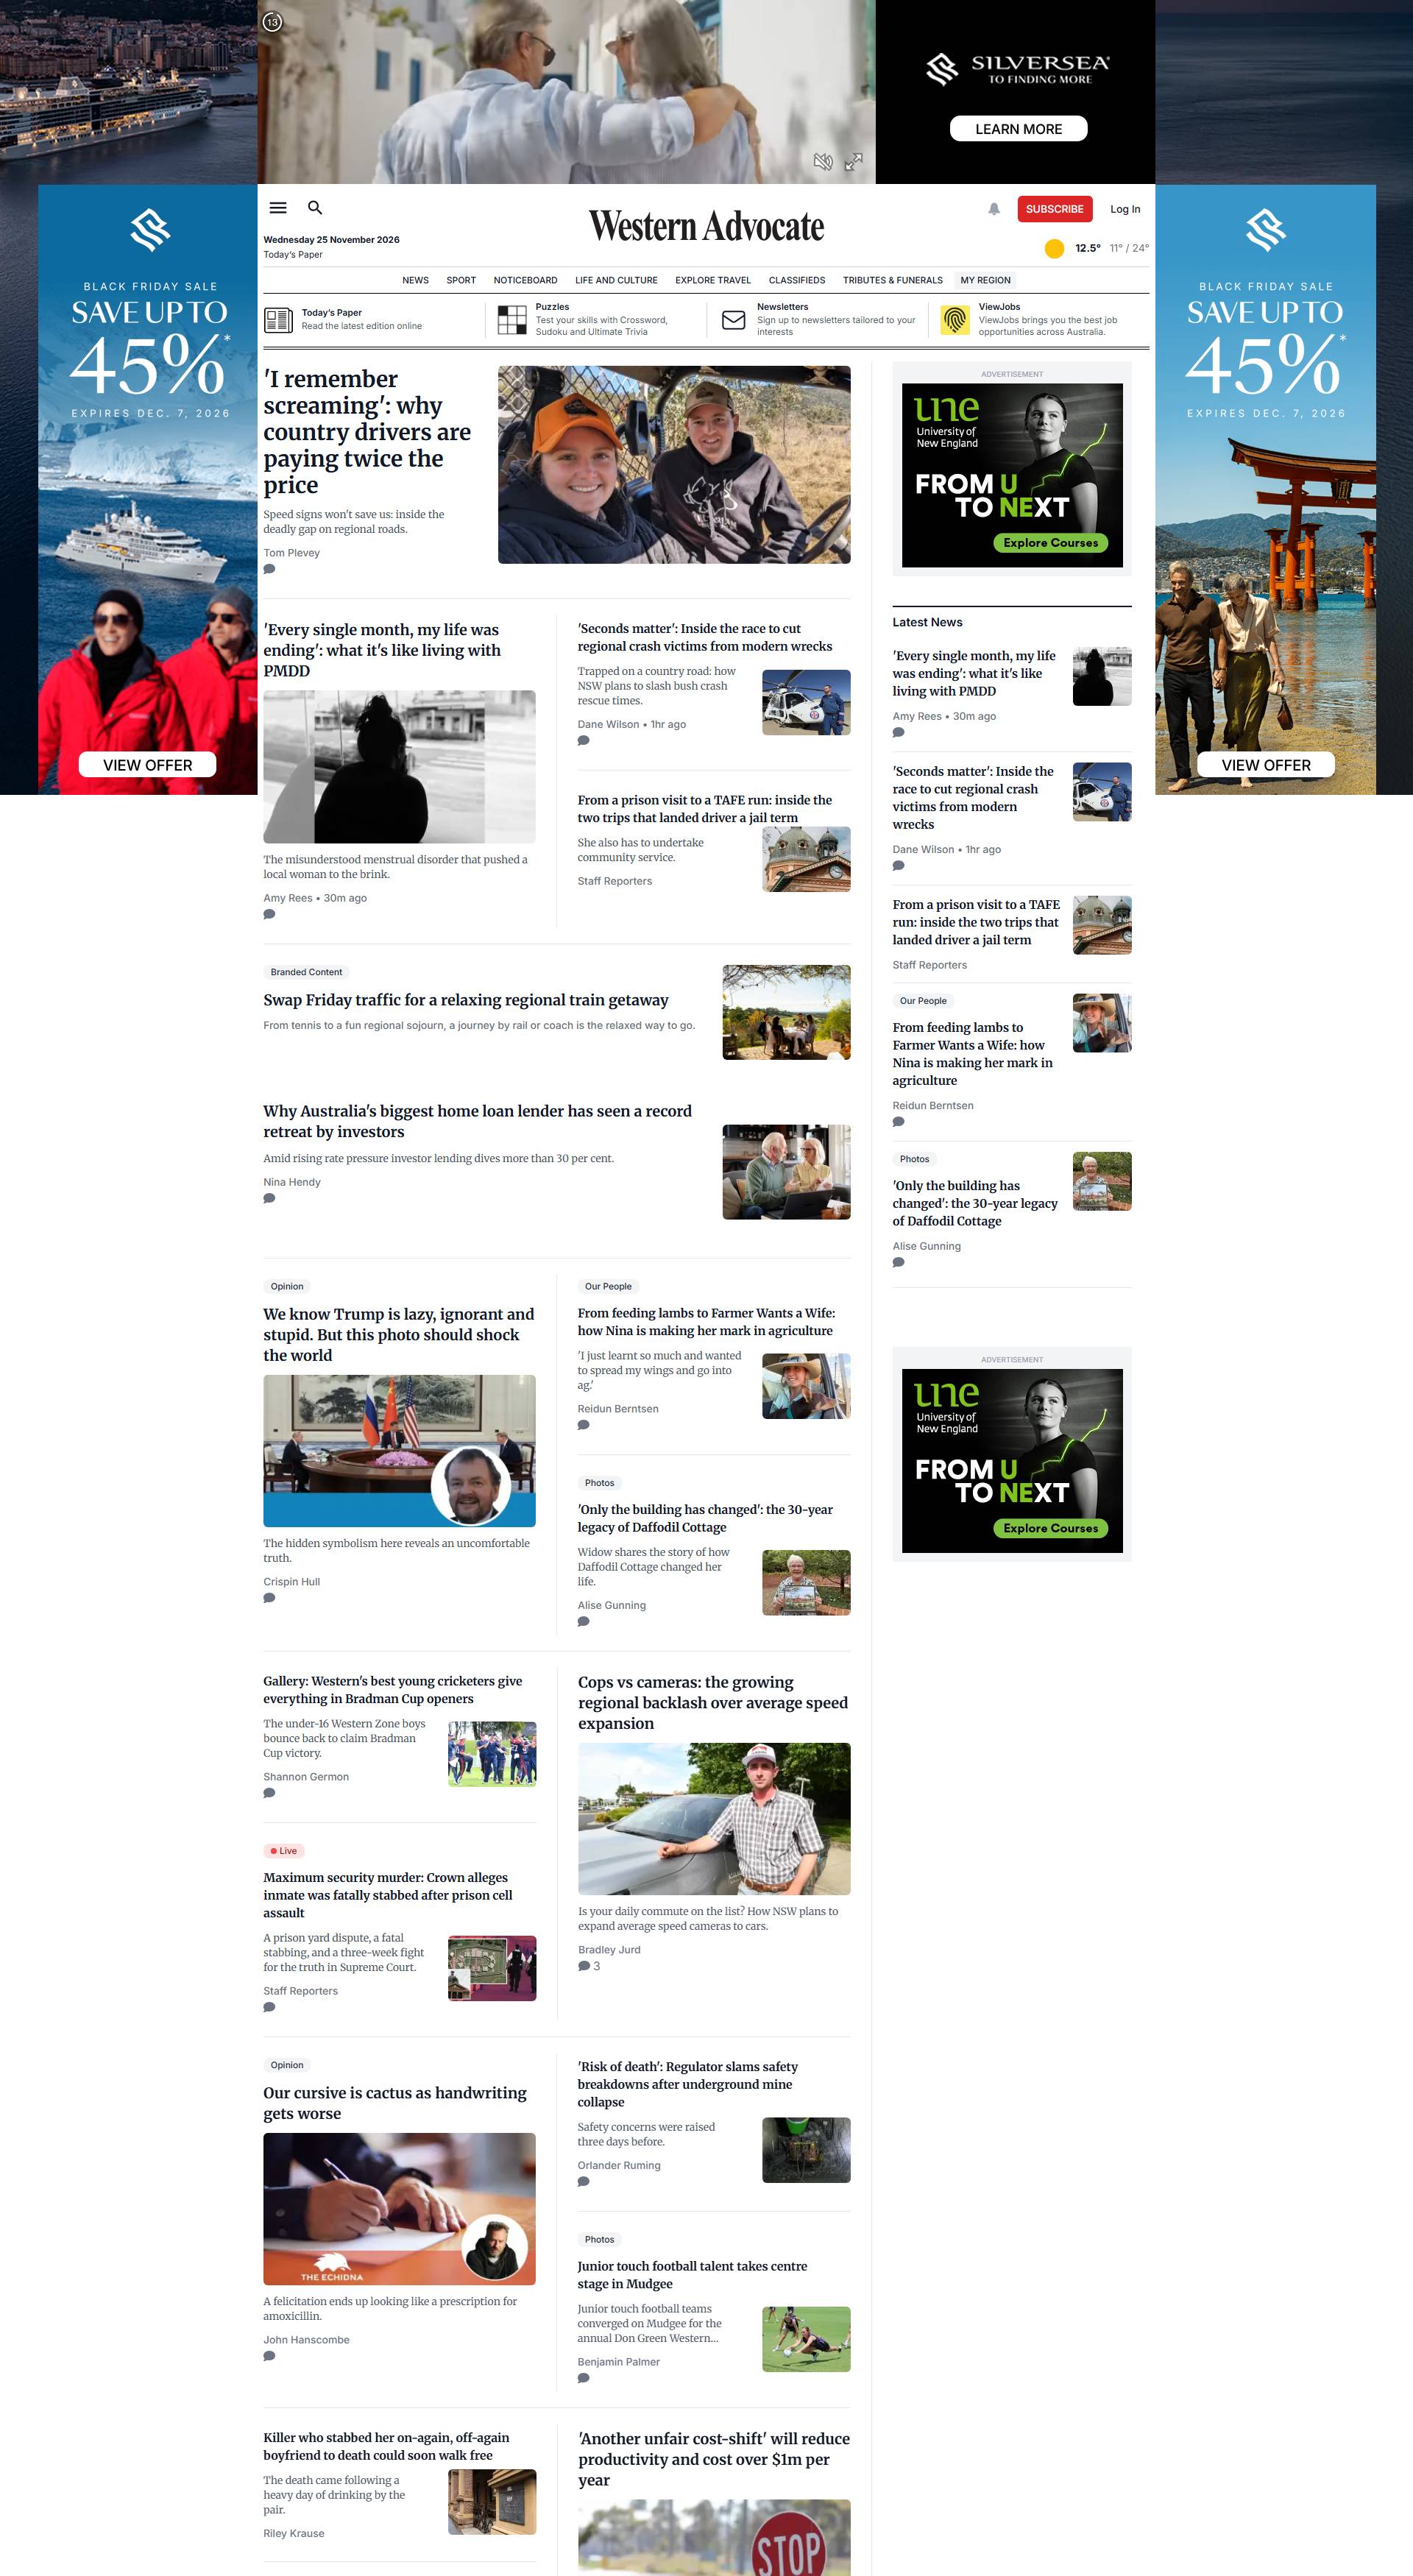 13
SILVERSEA
TO FINDING MORE
LEARN MORE
BLACK FRIDAY SALE
SAVE UP TO
45%*
EXPIRES DEC. 7, 2026
VIEW OFFER
BLACK FRIDAY SALE
SAVE UP TO
45%*
EXPIRES DEC. 7, 2026
VIEW OFFER
Western Advocate
SUBSCRIBE
Log In
Wednesday 25 November 2026
Today's Paper
12.5° 11° / 24°
NEWS SPORT NOTICEBOARD LIFE AND CULTURE EXPLORE TRAVEL CLASSIFIEDS TRIBUTES & FUNERALS MY REGION
Today's Paper
Read the latest edition online
Puzzles
Test your skills with Crossword,
Sudoku and Ultimate Trivia
Newsletters
Sign up to newsletters tailored to your
interests
ViewJobs
ViewJobs brings you the best job
opportunities across Australia.
'I remember
screaming': why
country drivers are
paying twice the
price
Speed signs won't save us: inside the
deadly gap on regional roads.
Tom Plevey
'Every single month, my life was
ending': what it's like living with
PMDD
The misunderstood menstrual disorder that pushed a
local woman to the brink.
Amy Rees • 30m ago
'Seconds matter': Inside the race to cut
regional crash victims from modern wrecks
Trapped on a country road: how
NSW plans to slash bush crash
rescue times.
Dane Wilson • 1hr ago
From a prison visit to a TAFE run: inside the
two trips that landed driver a jail term
She also has to undertake
community service.
Staff Reporters
Branded Content
Swap Friday traffic for a relaxing regional train getaway
From tennis to a fun regional sojourn, a journey by rail or coach is the relaxed way to go.
Why Australia's biggest home loan lender has seen a record
retreat by investors
Amid rising rate pressure investor lending dives more than 30 per cent.
Nina Hendy
Opinion
We know Trump is lazy, ignorant and
stupid. But this photo should shock
the world
The hidden symbolism here reveals an uncomfortable
truth.
Crispin Hull
Our People
From feeding lambs to Farmer Wants a Wife:
how Nina is making her mark in agriculture
'I just learnt so much and wanted
to spread my wings and go into
ag.'
Reidun Berntsen
Photos
'Only the building has changed': the 30-year
legacy of Daffodil Cottage
Widow shares the story of how
Daffodil Cottage changed her
life.
Alise Gunning
Gallery: Western's best young cricketers give
everything in Bradman Cup openers
The under-16 Western Zone boys
bounce back to claim Bradman
Cup victory.
Shannon Germon
Live
Maximum security murder: Crown alleges
inmate was fatally stabbed after prison cell
assault
A prison yard dispute, a fatal
stabbing, and a three-week fight
for the truth in Supreme Court.
Staff Reporters
Cops vs cameras: the growing
regional backlash over average speed
expansion
Is your daily commute on the list? How NSW plans to
expand average speed cameras to cars.
Bradley Jurd
3
Opinion
Our cursive is cactus as handwriting
gets worse
THE ECHIDNA
A felicitation ends up looking like a prescription for
amoxicillin.
John Hanscombe
'Risk of death': Regulator slams safety
breakdowns after underground mine
collapse
Safety concerns were raised
three days before.
Orlander Ruming
Photos
Junior touch football talent takes centre
stage in Mudgee
Junior touch football teams
converged on Mudgee for the
annual Don Green Western...
Benjamin Palmer
Killer who stabbed her on-again, off-again
boyfriend to death could soon walk free
The death came following a
heavy day of drinking by the
pair.
Riley Krause
'Another unfair cost-shift' will reduce
productivity and cost over $1m per
year
STOP
ADVERTISEMENT
une
University of
New England
FROM U
TO NEXT
Explore Courses
Latest News
'Every single month, my life
was ending': what it's like
living with PMDD
Amy Rees • 30m ago
'Seconds matter': Inside the
race to cut regional crash
victims from modern
wrecks
Dane Wilson • 1hr ago
From a prison visit to a TAFE
run: inside the two trips that
landed driver a jail term
Staff Reporters
Our People
From feeding lambs to
Farmer Wants a Wife: how
Nina is making her mark in
agriculture
Reidun Berntsen
Photos
'Only the building has
changed': the 30-year legacy
of Daffodil Cottage
Alise Gunning
ADVERTISEMENT
une
University of
New England
FROM U
TO NEXT
Explore Courses